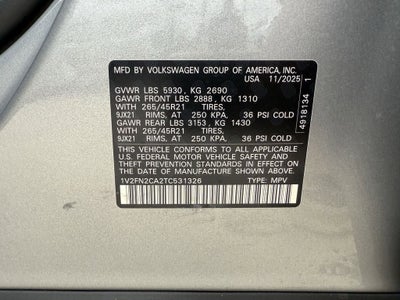 MFD BY VOLKSWAGEN GROUP OF AMERICA, INC.
USA 11/2025
GVWR LBS 5930, KG 2690
GAWR FRONT LBS 2888, KG 1310
WITH 265/45R21 TIRES,
9JX21 RIMS, AT 250 KPA, 36 PSI COLD
GAWR REAR LBS 3153, KG 1430
WITH 265/45R21 TIRES,
9JX21 RIMS, AT 250 KPA, 36 PSI COLD
THIS VEHICLE CONFORMS TO ALL APPLICABLE
U.S. FEDERAL MOTOR VEHICLE SAFETY, BUMPER
AND THEFT PREVENTION STANDARDS IN EFFECT ON
THE DATE OF MANUFACTURE SHOWN ABOVE.
1V2FN2CA2TC531326 TYPE: MPV
4918134 1